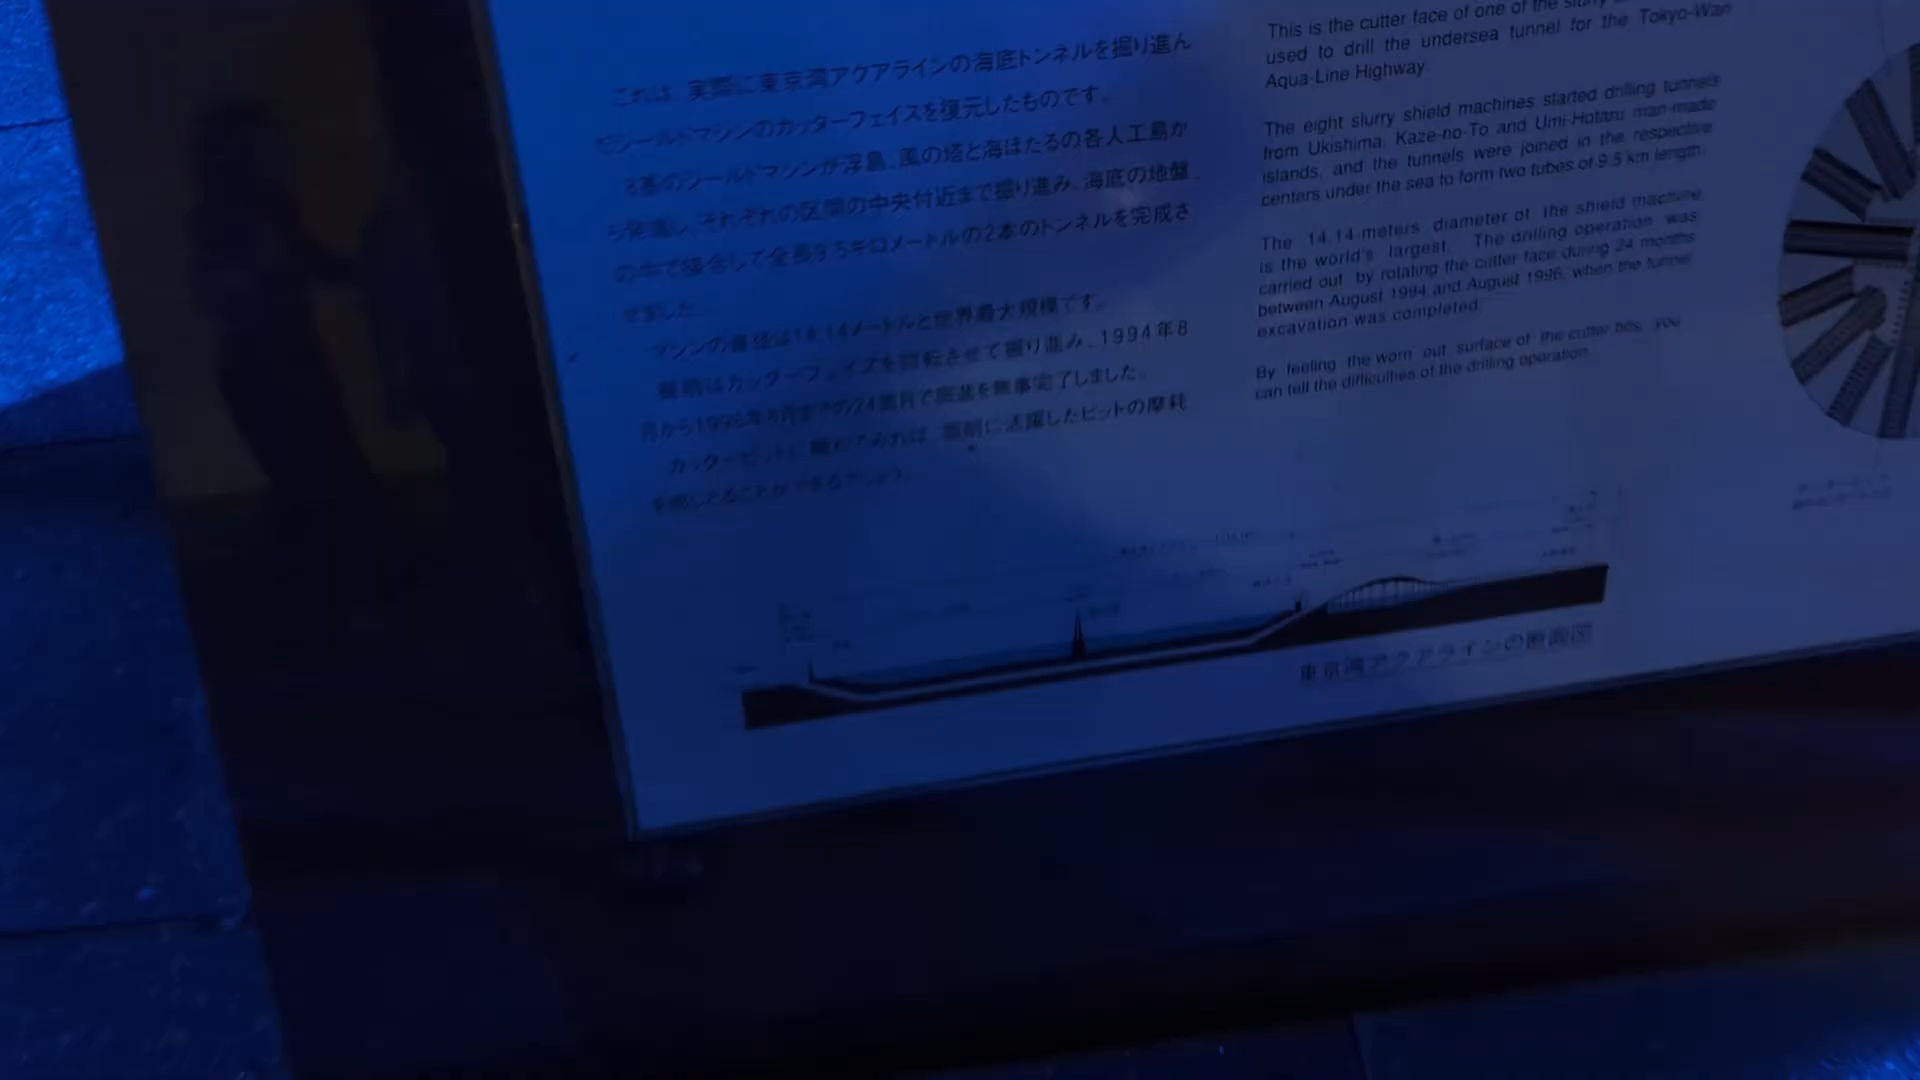 これは、実際に東京湾アクアラインの海底トンネルを掘り進ん
だシールドマシンのカッターフェイスを復元したものです。
8基のシールドマシンが浮島、風の塔と海ほたるの各人工島か
ら発進し、それぞれの区間の中央付近まで掘り進み、海底の地盤
の中で接合して全長9.5キロメートルの2本のトンネルを完成さ
せました。
マシンの直径は14.14メートルと世界最大規模です。
掘削はカッターフェイスを回転させて掘り進み、1994年8
月から1996年8月までの24箇月で掘進を無事完了しました。
カッタービットに触れてみれば、掘削に活躍したビットの摩耗
を感じとることができるでしょう。
This is the cutter face of one of the slurry
used to drill the undersea tunnel for the Tokyo-Wan
Aqua-Line Highway.
The eight slurry shield machines started drilling tunnels
from Ukishima, Kaze-no-To and Umi-Hotaru man-made
islands, and the tunnels were joined in the respective
centers under the sea to form two tubes of 9.5 km length.
The 14.14-meters diameter of the shield machine
is the world's largest. The drilling operation was
carried out by rotating the cutter face during 24 months
between August 1994 and August 1996, when the tunnel
excavation was completed.
By feeling the worn out surface of the cutter bits, you
can tell the difficulties of the drilling operation.
東京湾アクアラインの断面図